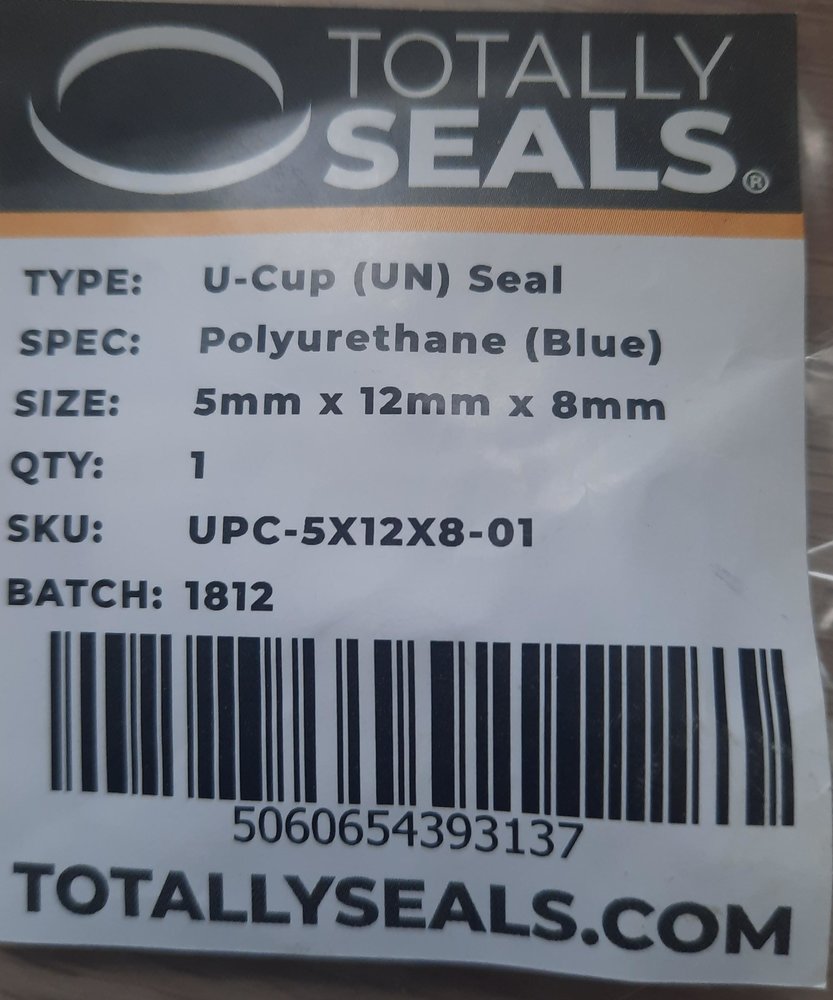 TOTALLY
SEALS®
TYPE: U-Cup (UN) Seal
SPEC: Polyurethane (Blue)
SIZE: 5mm x 12mm x 8mm
QTY: 1
SKU: UPC-5X12X8-01
BATCH: 1812
5060654393137
TOTALLYSEALS.COM